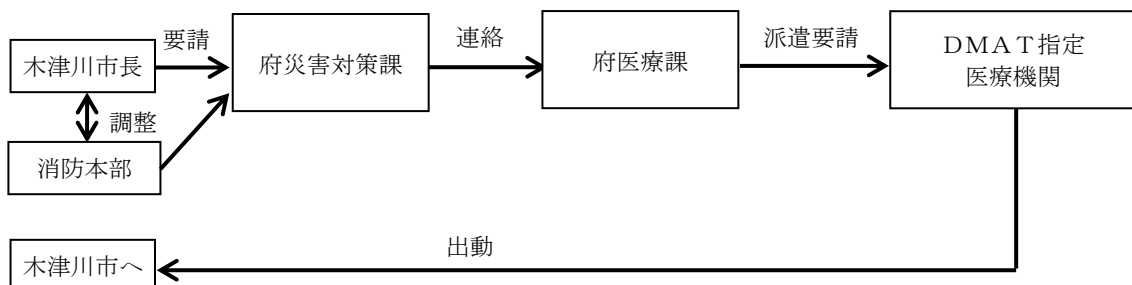 要請
連絡
派遣要請
木津川市長
府災害対策課
府医療課
DMAT指定
医療機関
調整
消防本部
出動
木津川市へ